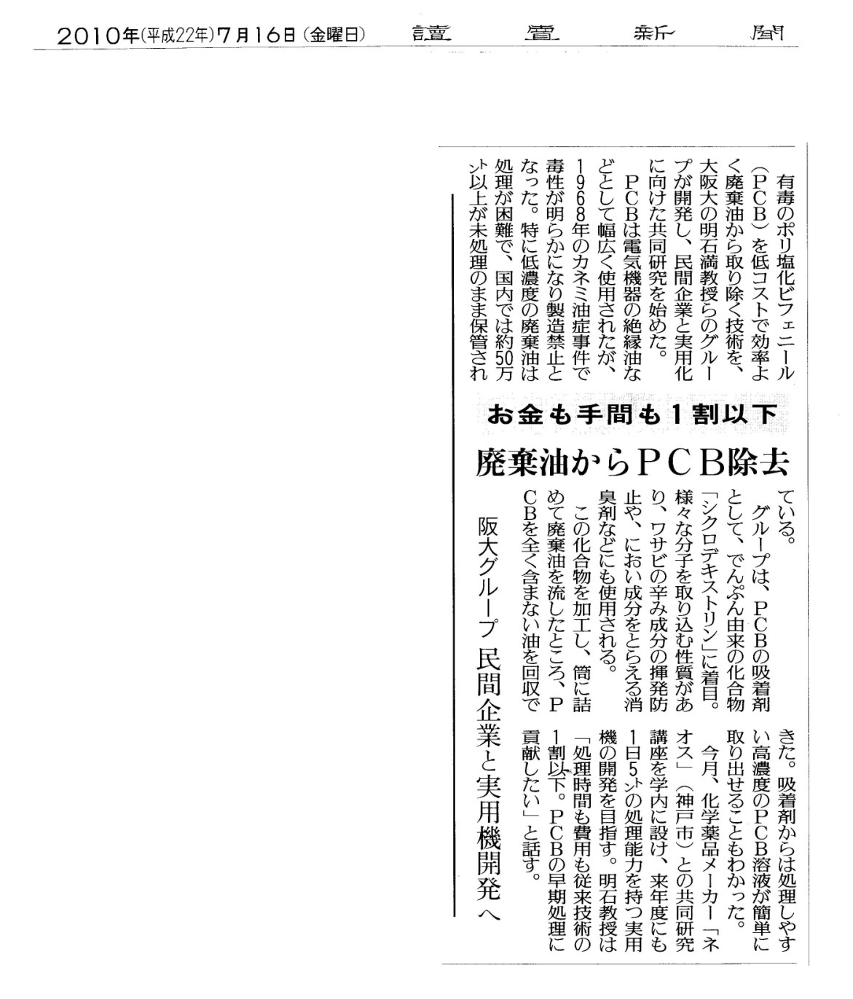 2010年(平成22年)7月16日(金曜日) 讀賣新聞
お金も手間も1割以下
廃棄油からPCB除去
阪大グループ 民間企業と実用機開発へ
有毒のポリ塩化ビフェニール
(PCB)を低コストで効率よ
く廃棄油から取り除く技術を、
大阪大の明石満教授らのグルー
プが開発し、民間企業と実用化
に向けた共同研究を始めた。
PCBは電気機器の絶縁油な
どとして幅広く使用されたが、
1968年のカネミ油症事件で
毒性が明らかになり製造禁止と
なった。特に低濃度の廃棄油は
処理が困難で、国内では約50万
㌧以上が未処理のまま保管され
ている。
グループは、PCBの吸着剤
として、でんぷん由来の化合物
「シクロデキストリン」に着目。
様々な分子を取り込む性質があ
り、ワサビの辛み成分の揮発防
止や、におい成分をとらえる消
臭剤などにも使用される。
この化合物を加工し、筒に詰
めて廃棄油を流したところ、P
CBを全く含まない油を回収で
きた。吸着剤からは処理しやす
い高濃度のPCB溶液が簡単に
取り出せることもわかった。
今月、化学薬品メーカー「ネ
オス」(神戸市)との共同研究
講座を学内に設け、来年度にも
1日5㌧の処理能力を持つ実用
機の開発を目指す。明石教授は
「処理時間も費用も従来技術の
1割以下。PCBの早期処理に
貢献したい」と話す。